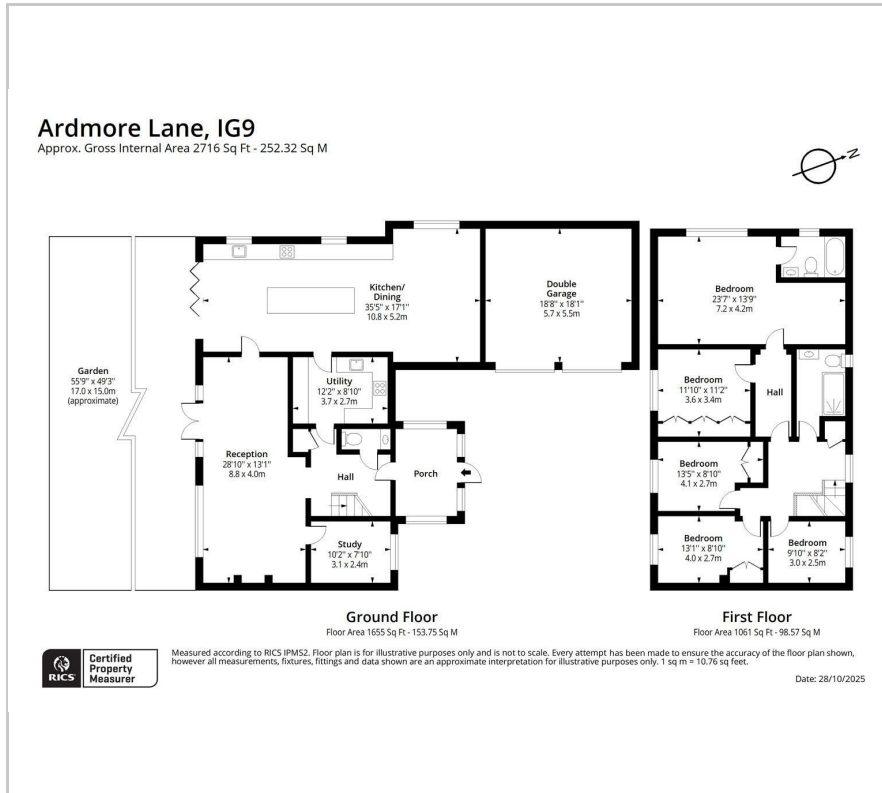 Ardmore Lane, IG9
Approx. Gross Internal Area 2716 Sq Ft - 252.32 Sq M
N
Kitchen/
Dining
35'5" x 17'1"
10.8 x 5.2m
Double
Garage
18'8" x 18'1"
5.7 x 5.5m
Garden
55'9" x 49'3"
17.0 x 15.0m
(approximate)
Utility
12'2" x 8'10"
3.7 x 2.7m
Reception
28'10" x 13'1"
8.8 x 4.0m
Hall
Porch
Study
10'2" x 7'10"
3.1 x 2.4m
Ground Floor
Floor Area 1655 Sq Ft - 153.75 Sq M
Bedroom
23'7" x 13'9"
7.2 x 4.2m
Bedroom
11'10" x 11'2"
3.6 x 3.4m
Hall
Bedroom
13'5" x 8'10"
4.1 x 2.7m
Bedroom
13'1" x 8'10"
4.0 x 2.7m
Bedroom
9'10" x 8'2"
3.0 x 2.5m
First Floor
Floor Area 1061 Sq Ft - 98.57 Sq M
RICS
Certified
Property
Measurer
Measured according to RICS IPMS2. Floor plan is for illustrative purposes only and is not to scale. Every attempt has been made to ensure the accuracy of the floor plan shown,
however all measurements, fixtures, fittings and data shown are an approximate interpretation for illustrative purposes only. 1 sq m = 10.76 sq feet.
Date: 28/10/2025